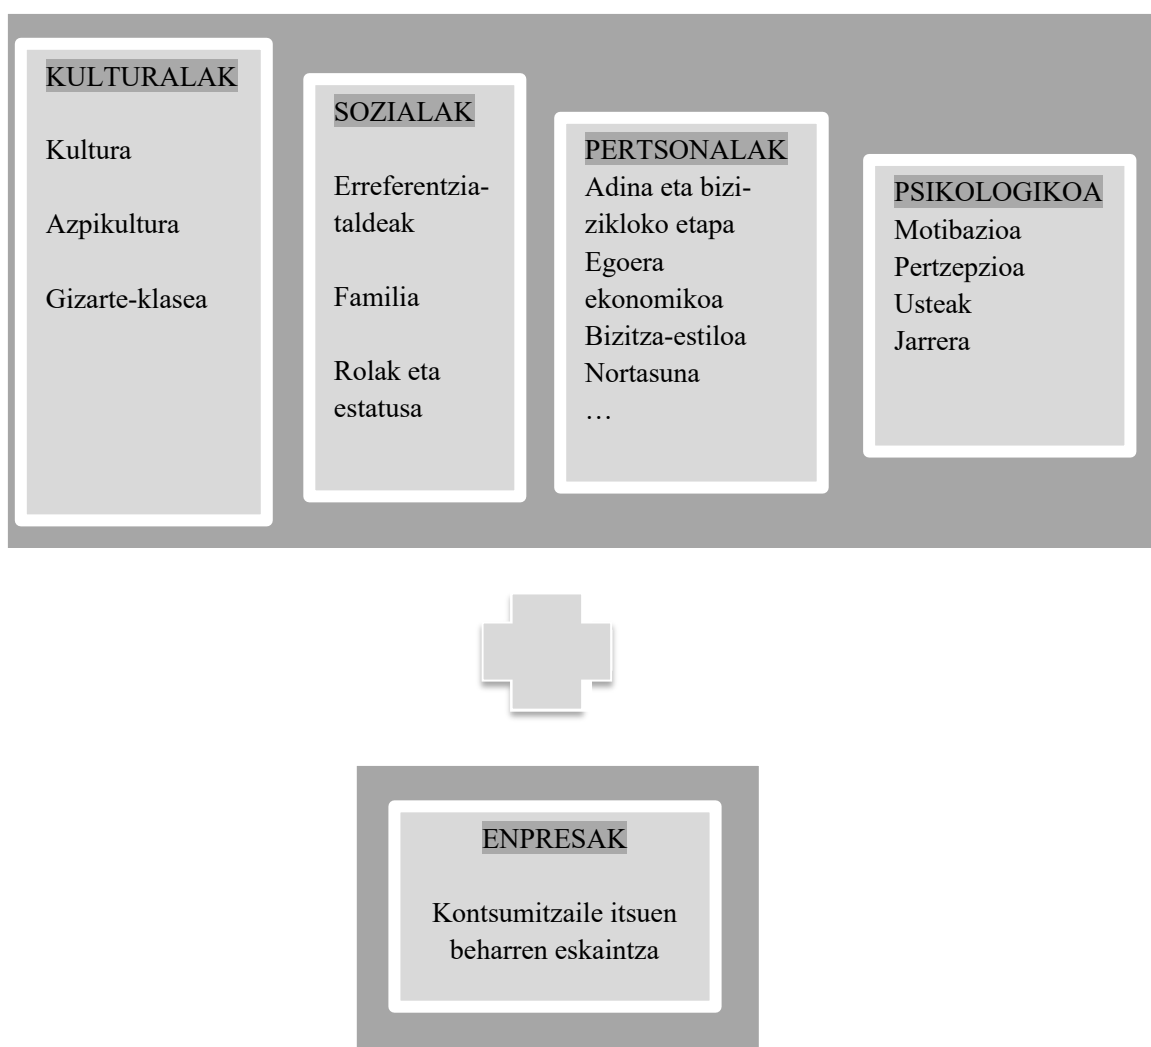 KULTURALAK
Kultura
Azpikultura
Gizarte-klasea
SOZIALAK
Erreferentzia-
taldeak
Familia
Rolak eta
estatusa
PERTSONALAK
Adina eta bizi-
zikloko etapa
Egoera
ekonomikoa
Bizitza-estiloa
Nortasuna
…
PSIKOLOGIKOA
Motibazioa
Pertzepzioa
Usteak
Jarrera
ENPRESAK
Kontsumitzaile itsuen
beharren eskaintza